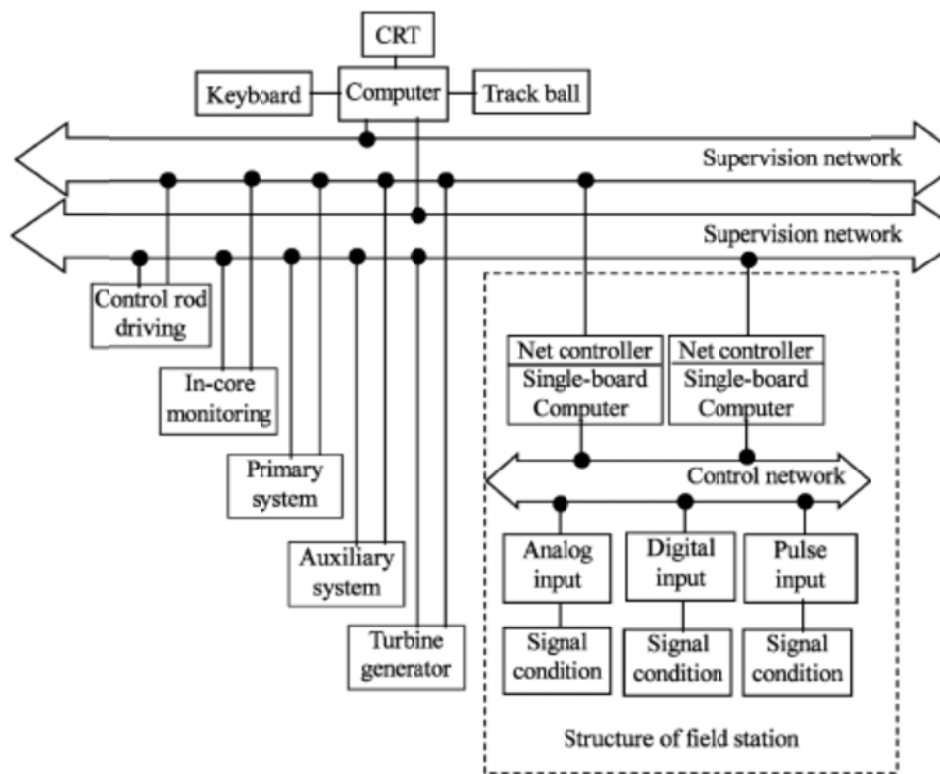 CRT
Keyboard
Computer
Track ball
Supervision network
Supervision network
Control rod
driving
In-core
monitoring
Primary
system
Auxiliary
system
Turbine
generator
Net controller
Single-board
Computer
Net controller
Single-board
Computer
Control network
Analog
input
Digital
input
Pulse
input
Signal
condition
Signal
condition
Signal
condition
Structure of field station